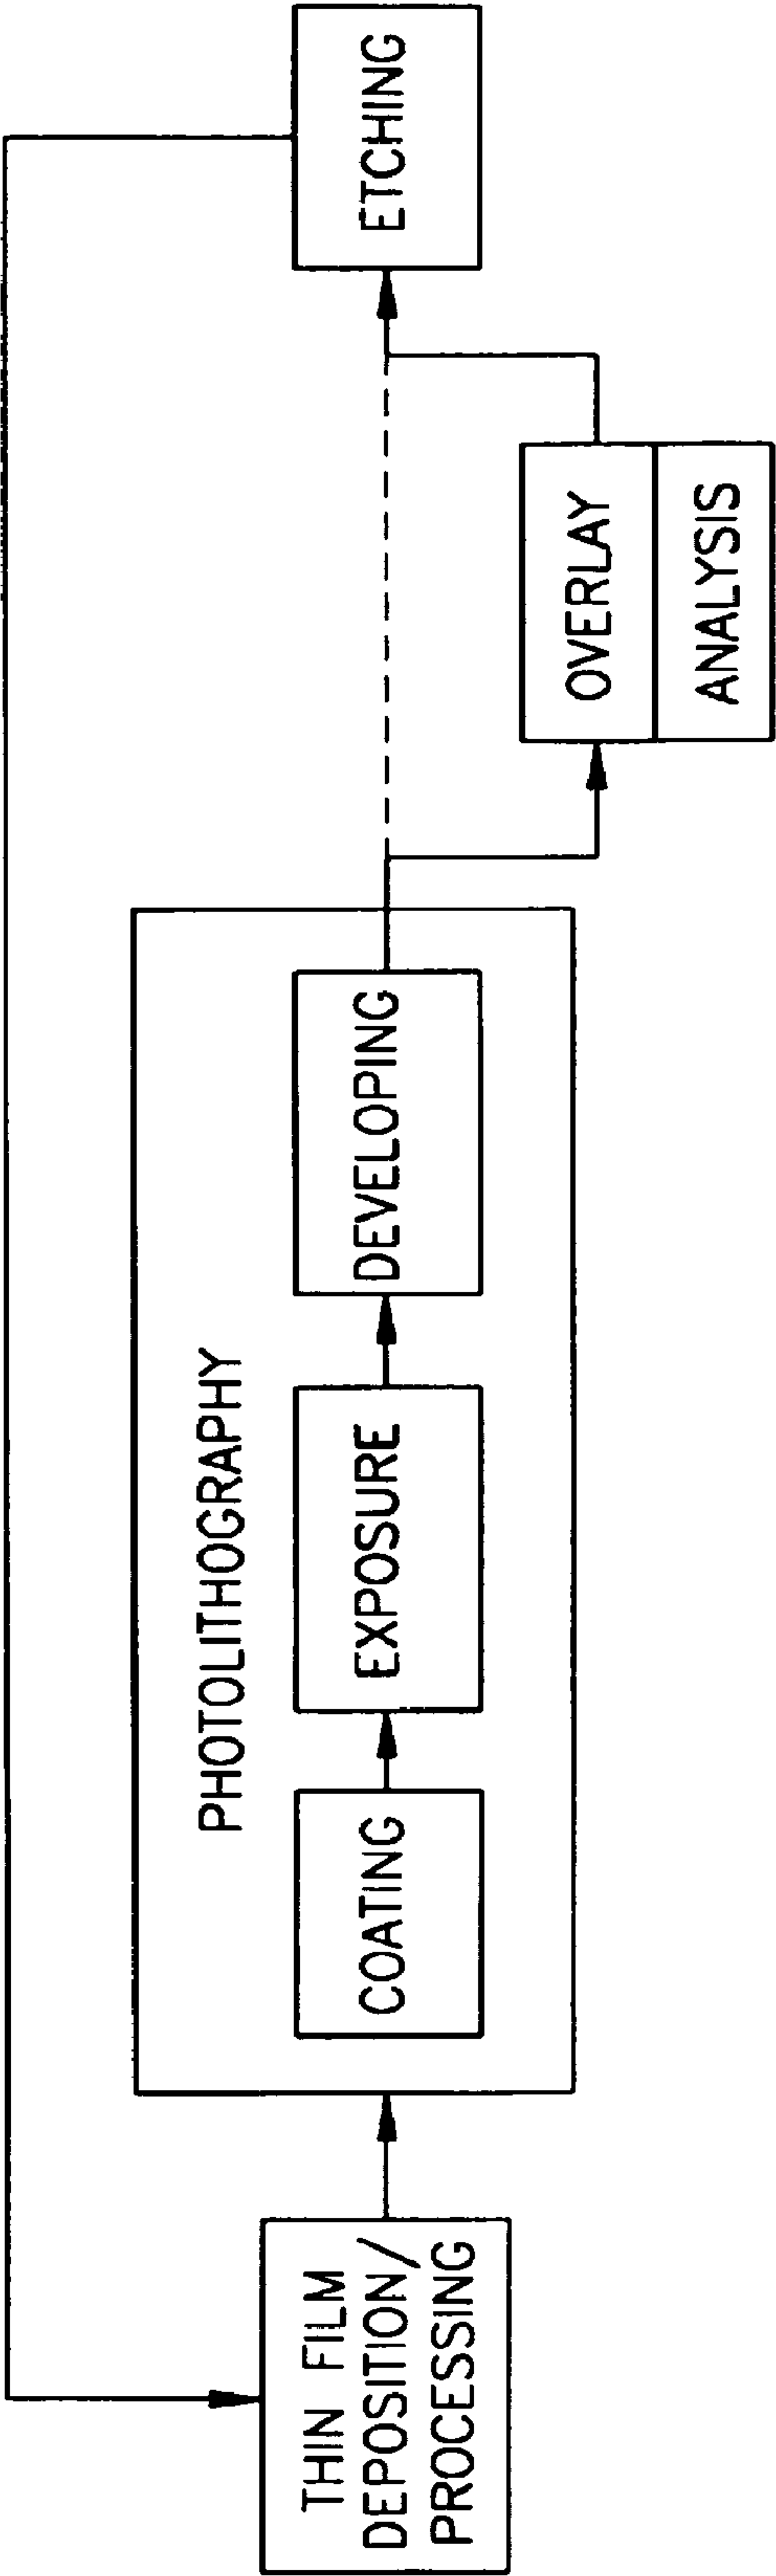 THIN FILM
DEPOSITION/
PROCESSING
PHOTOLITHOGRAPHY
COATING
EXPOSURE
DEVELOPING
OVERLAY
ANALYSIS
ETCHING